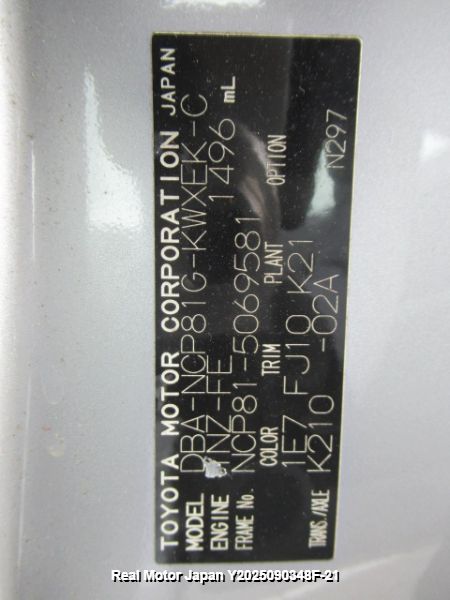 TOYOTA MOTOR CORPORATION JAPAN
MODEL DBA-NCP81G-KWXEK-C
ENGINE 1NZ-FE 1496 mL
FRAME No. NCP81-5069581
COLOR TRIM PLANT OPTION
1E7 FJ10 K21 N297
TRANS./AXLE K210 -02A
Real Motor Japan Y2025090348F-21